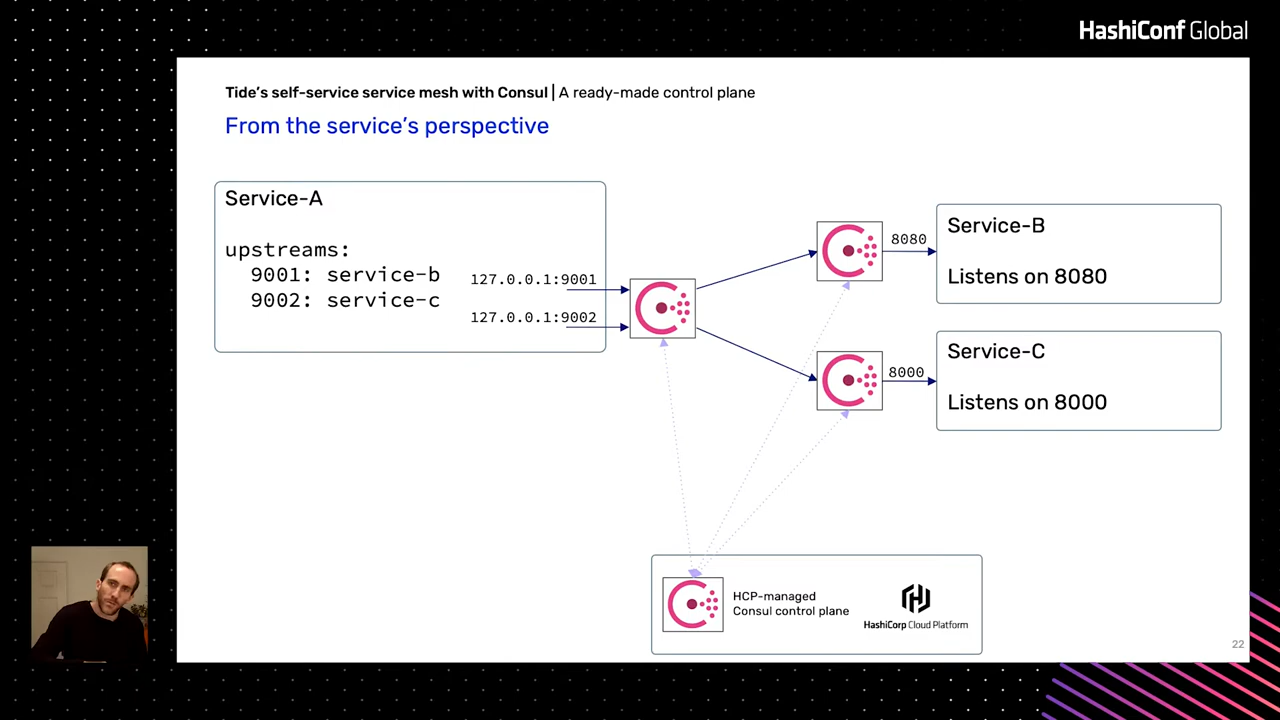 HashiConf Global
Tide's self-service service mesh with Consul | A ready-made control plane
From the service's perspective
Service-A
upstreams:
9001: service-b
9002: service-c
127.0.0.1:9001
127.0.0.1:9002
8080
Service-B
Listens on 8080
8000
Service-C
Listens on 8000
HCP-managed
Consul control plane
HashiCorp Cloud Platform
22